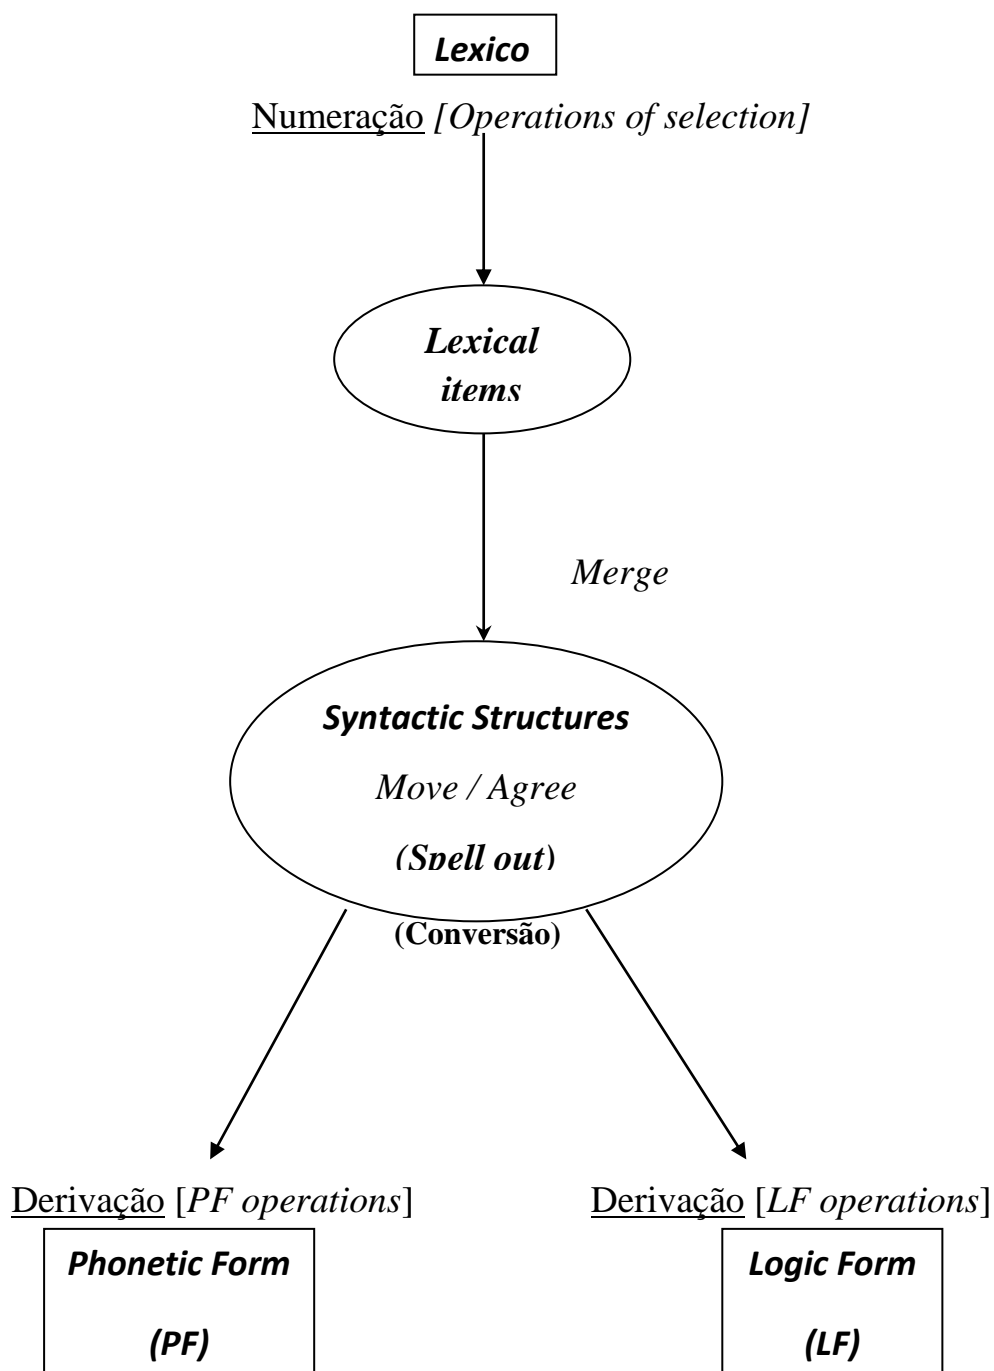 Lexico
Numeração [Operations of selection]
Lexical
items
Merge
Syntactic Structures
Move / Agree
(Spell out)
(Conversão)
Derivação [PF operations]
Derivação [LF operations]
Phonetic Form
(PF)
Logic Form
(LF)